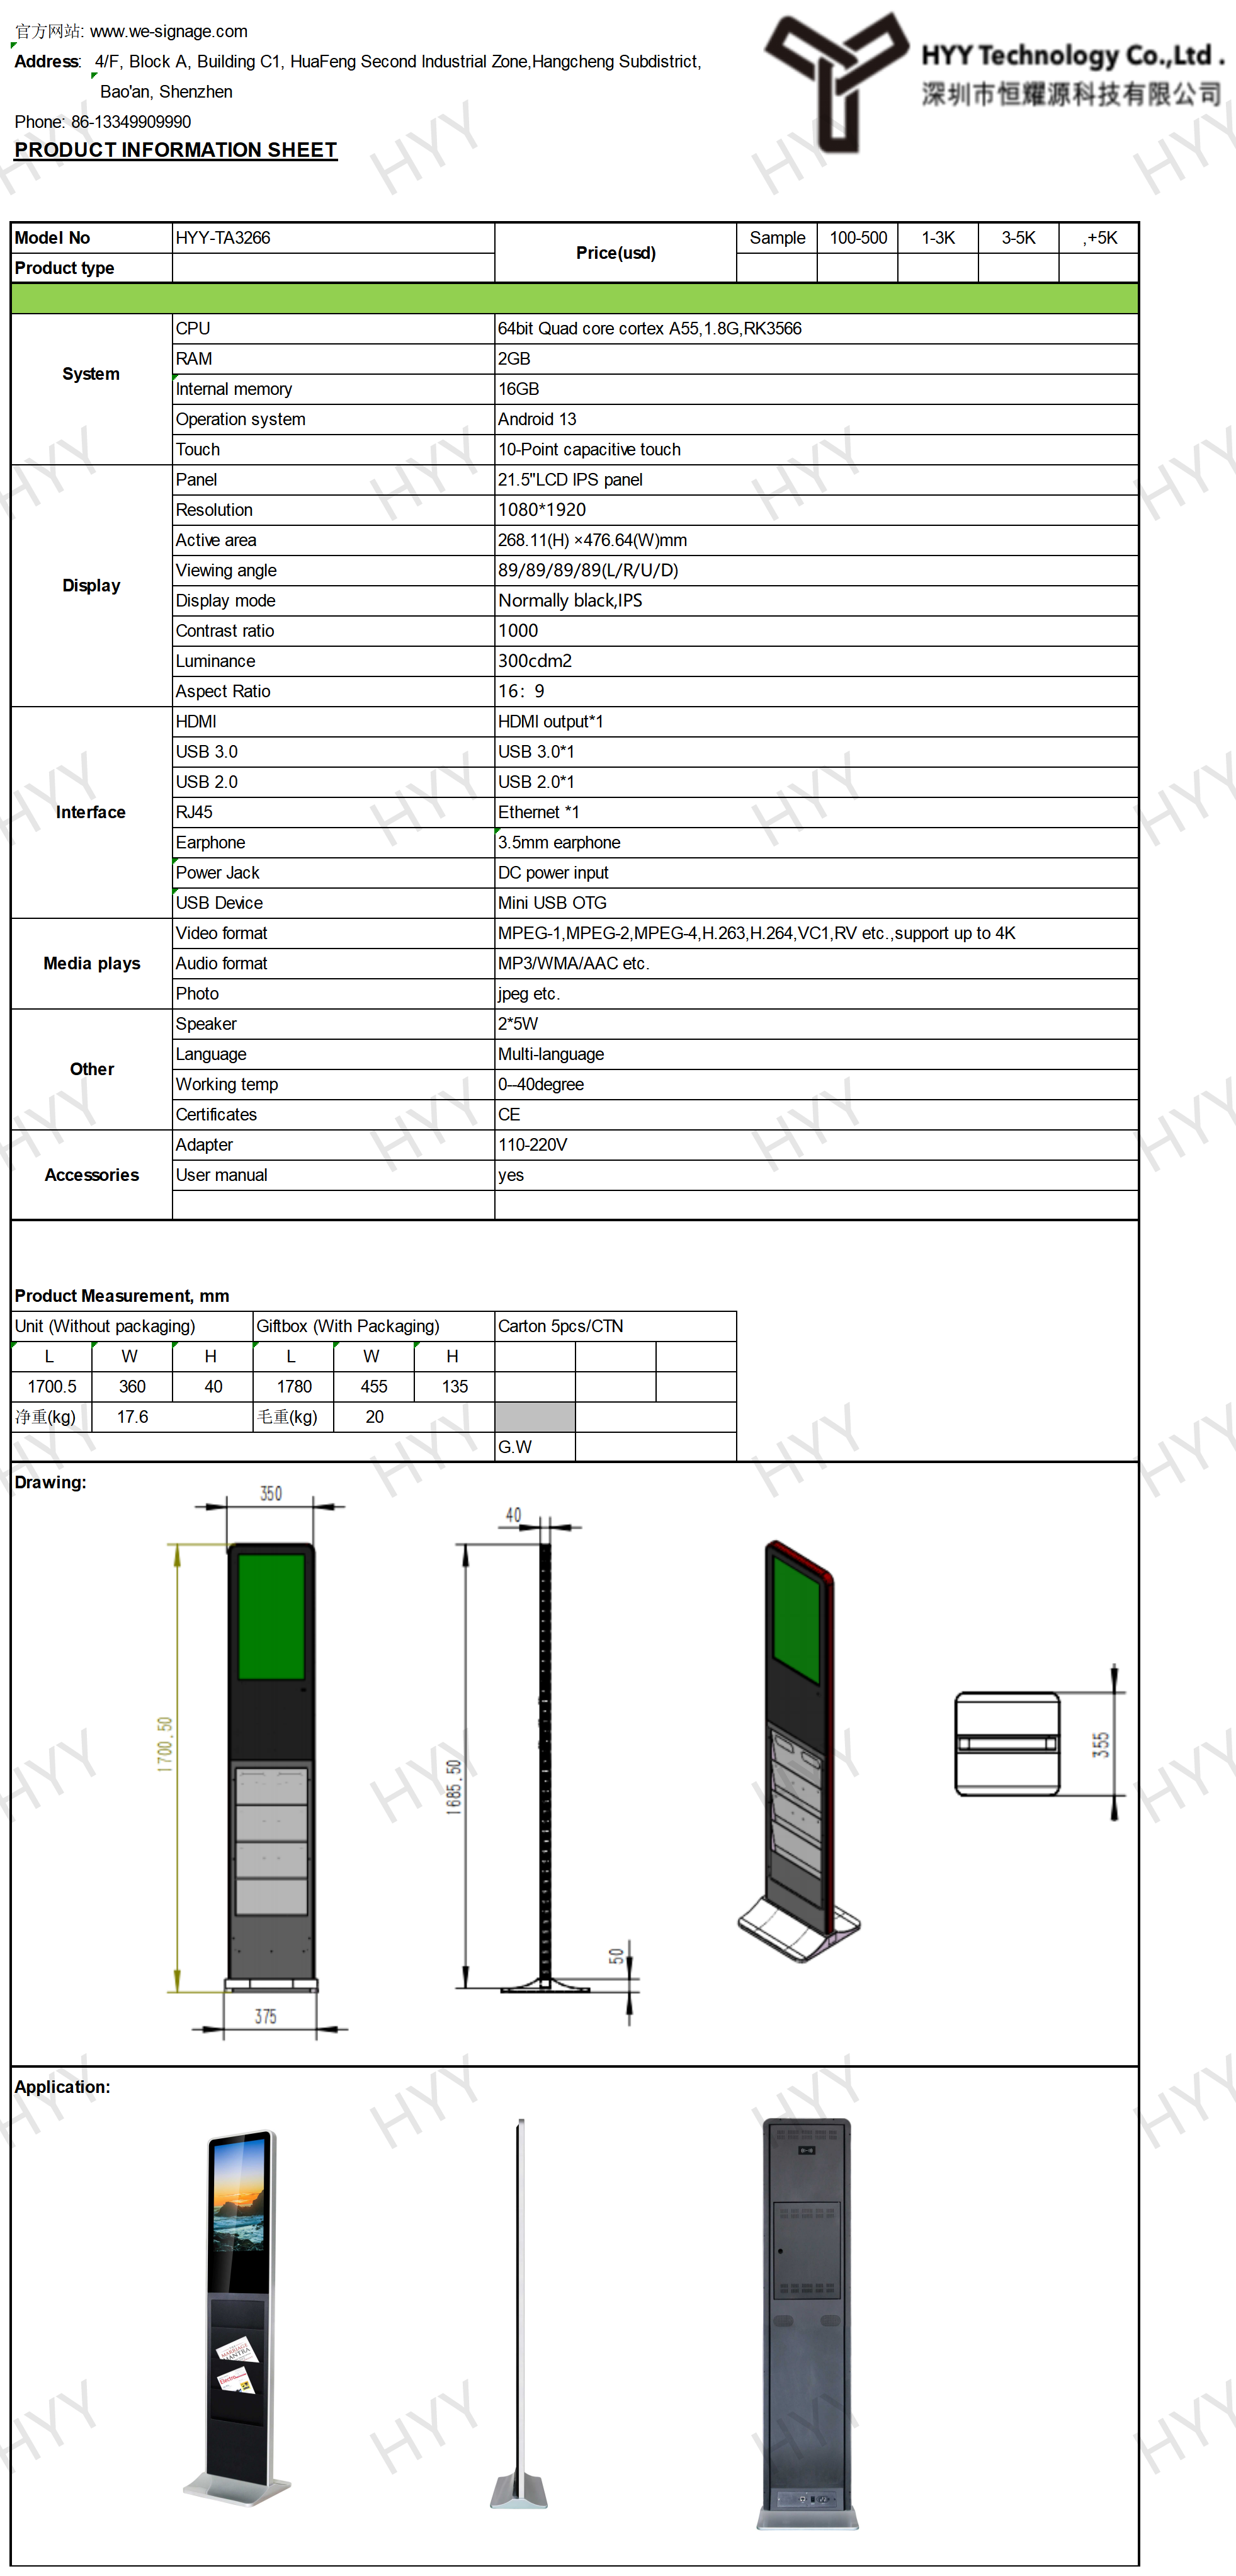 官方网站: www.we-signage.com
Address: 4/F, Block A, Building C1, HuaFeng Second Industrial Zone,Hangcheng Subdistrict,
Bao'an, Shenzhen
Phone: 86-13349909990
PRODUCT INFORMATION SHEET
HYY Technology Co.,Ltd .
深圳市恒耀源科技有限公司
Model No HYY-TA3266 Price(usd) Sample 100-500 1-3K 3-5K ,+5K
Product type
System
CPU 64bit Quad core cortex A55,1.8G,RK3566
RAM 2GB
Internal memory 16GB
Operation system Android 13
Touch 10-Point capacitive touch
Display
Panel 21.5"LCD IPS panel
Resolution 1080*1920
Active area 268.11(H) ×476.64(W)mm
Viewing angle 89/89/89/89(L/R/U/D)
Display mode Normally black,IPS
Contrast ratio 1000
Luminance 300cdm2
Aspect Ratio 16：9
Interface
HDMI HDMI output*1
USB 3.0 USB 3.0*1
USB 2.0 USB 2.0*1
RJ45 Ethernet *1
Earphone 3.5mm earphone
Power Jack DC power input
USB Device Mini USB OTG
Media plays
Video format MPEG-1,MPEG-2,MPEG-4,H.263,H.264,VC1,RV etc.,support up to 4K
Audio format MP3/WMA/AAC etc.
Photo jpeg etc.
Other
Speaker 2*5W
Language Multi-language
Working temp 0--40degree
Certificates CE
Accessories
Adapter 110-220V
User manual yes
Product Measurement, mm
Unit (Without packaging) Giftbox (With Packaging) Carton 5pcs/CTN
L W H L W H
1700.5 360 40 1780 455 135
净重(kg) 17.6 毛重(kg) 20
G.W
Drawing:
350
40
1700.50
1685.50
355
50
375
Application:
HYY